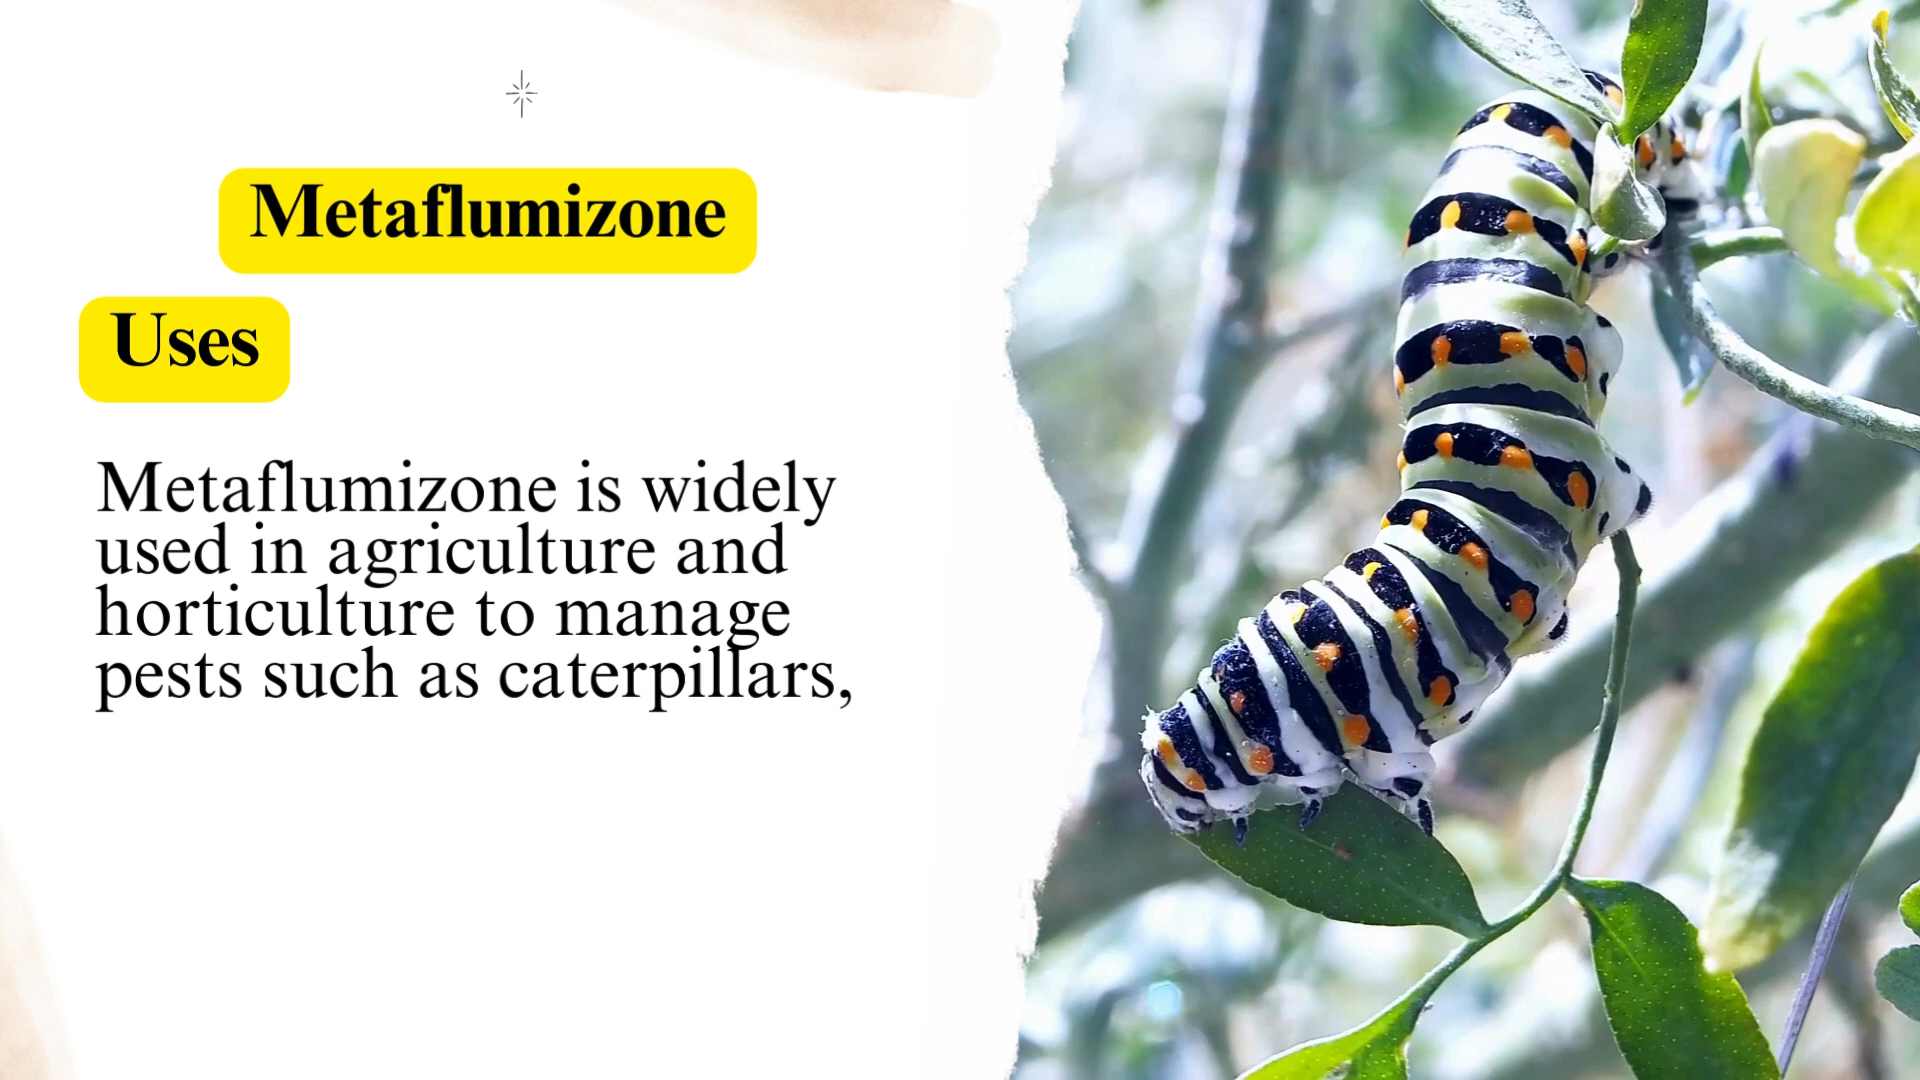 Metaflumizone
Uses
Metaflumizone is widely
used in agriculture and
horticulture to manage
pests such as caterpillars,